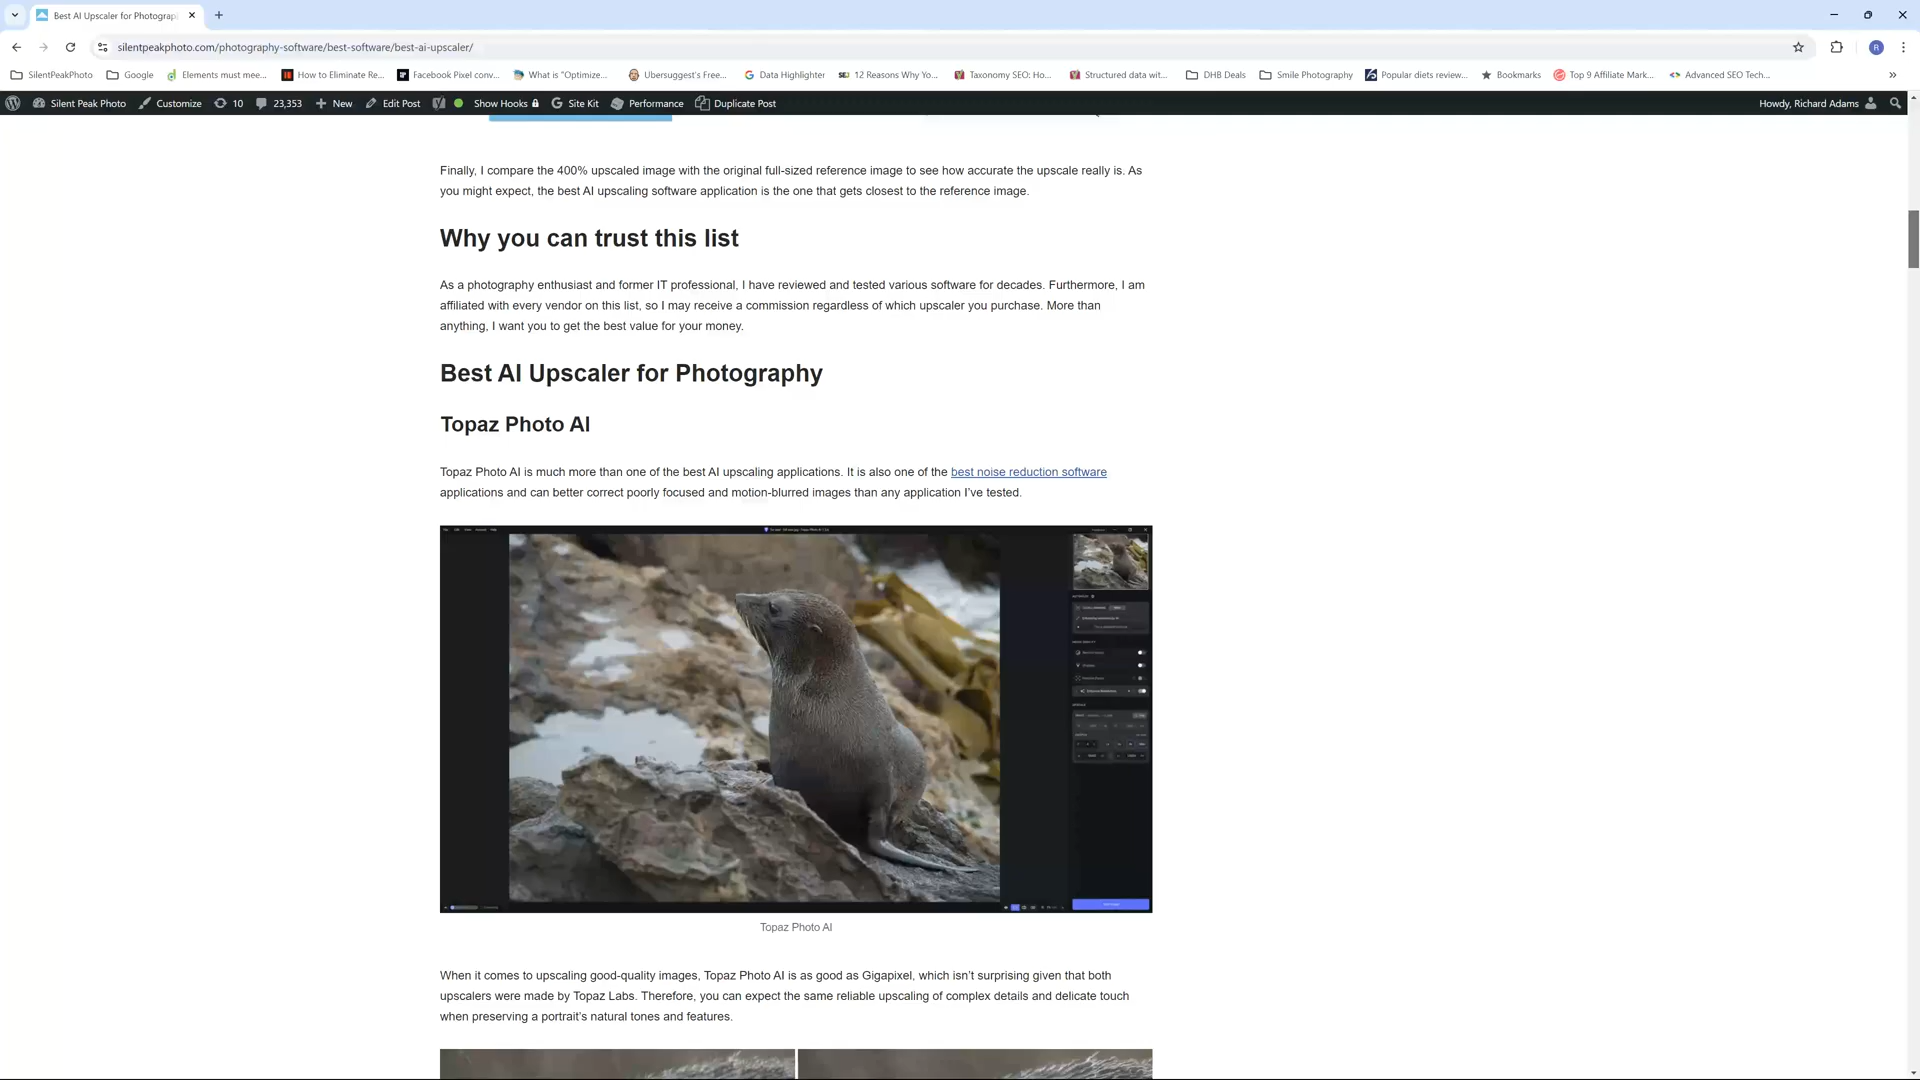 Best AI Upscaler for Photograp
silentpeakphoto.com/photography-software/best-software/best-ai-upscaler/
R
SilentPeakPhoto
Google
Elements must mee...
How to Eliminate Re...
Facebook Pixel conv...
What is "Optimize...
Ubersuggest's Free...
Data Highlighter
12 Reasons Why Yo...
Taxonomy SEO: Ho...
Structured data wit...
DHB Deals
Smile Photography
Popular diets review...
Bookmarks
Top 9 Affiliate Mark...
Advanced SEO Tech...
Silent Peak Photo
Customize
10
23,353
New
Edit Post
Show Hooks
Site Kit
Performance
Duplicate Post
Howdy, Richard Adams
Finally, I compare the 400% upscaled image with the original full-sized reference image to see how accurate the upscale really is. As
you might expect, the best AI upscaling software application is the one that gets closest to the reference image.
Why you can trust this list
As a photography enthusiast and former IT professional, I have reviewed and tested various software for decades. Furthermore, I am
affiliated with every vendor on this list, so I may receive a commission regardless of which upscaler you purchase. More than
anything, I want you to get the best value for your money.
Best AI Upscaler for Photography
Topaz Photo AI
Topaz Photo AI is much more than one of the best AI upscaling applications. It is also one of the best noise reduction software
applications and can better correct poorly focused and motion-blurred images than any application I've tested.
Topaz Photo AI
When it comes to upscaling good-quality images, Topaz Photo AI is as good as Gigapixel, which isn't surprising given that both
upscalers were made by Topaz Labs. Therefore, you can expect the same reliable upscaling of complex details and delicate touch
when preserving a portrait's natural tones and features.